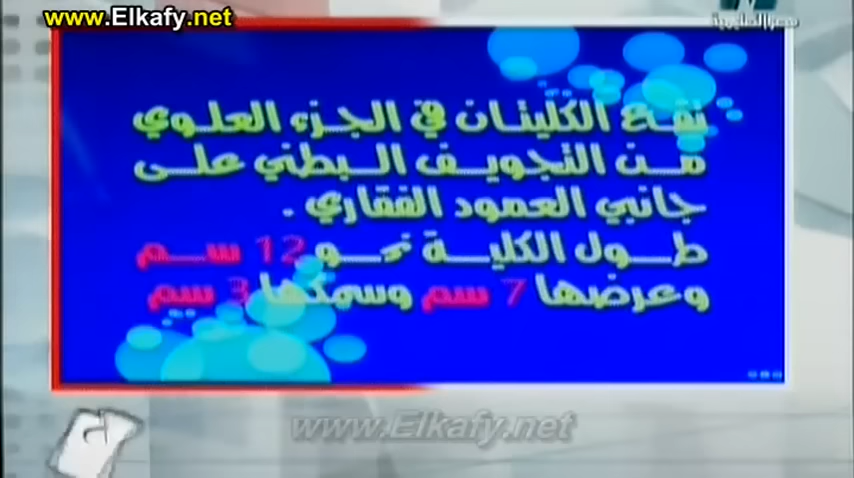 www.Elkafy.net
تقع الكليتان في الجزء العلوي
من التجويف البطني على
جانبي العمود الفقاري .
طول الكلية نحو 12 سم
وعرضها 7 سم وسمكها 3 سم
www.Elkafy.net